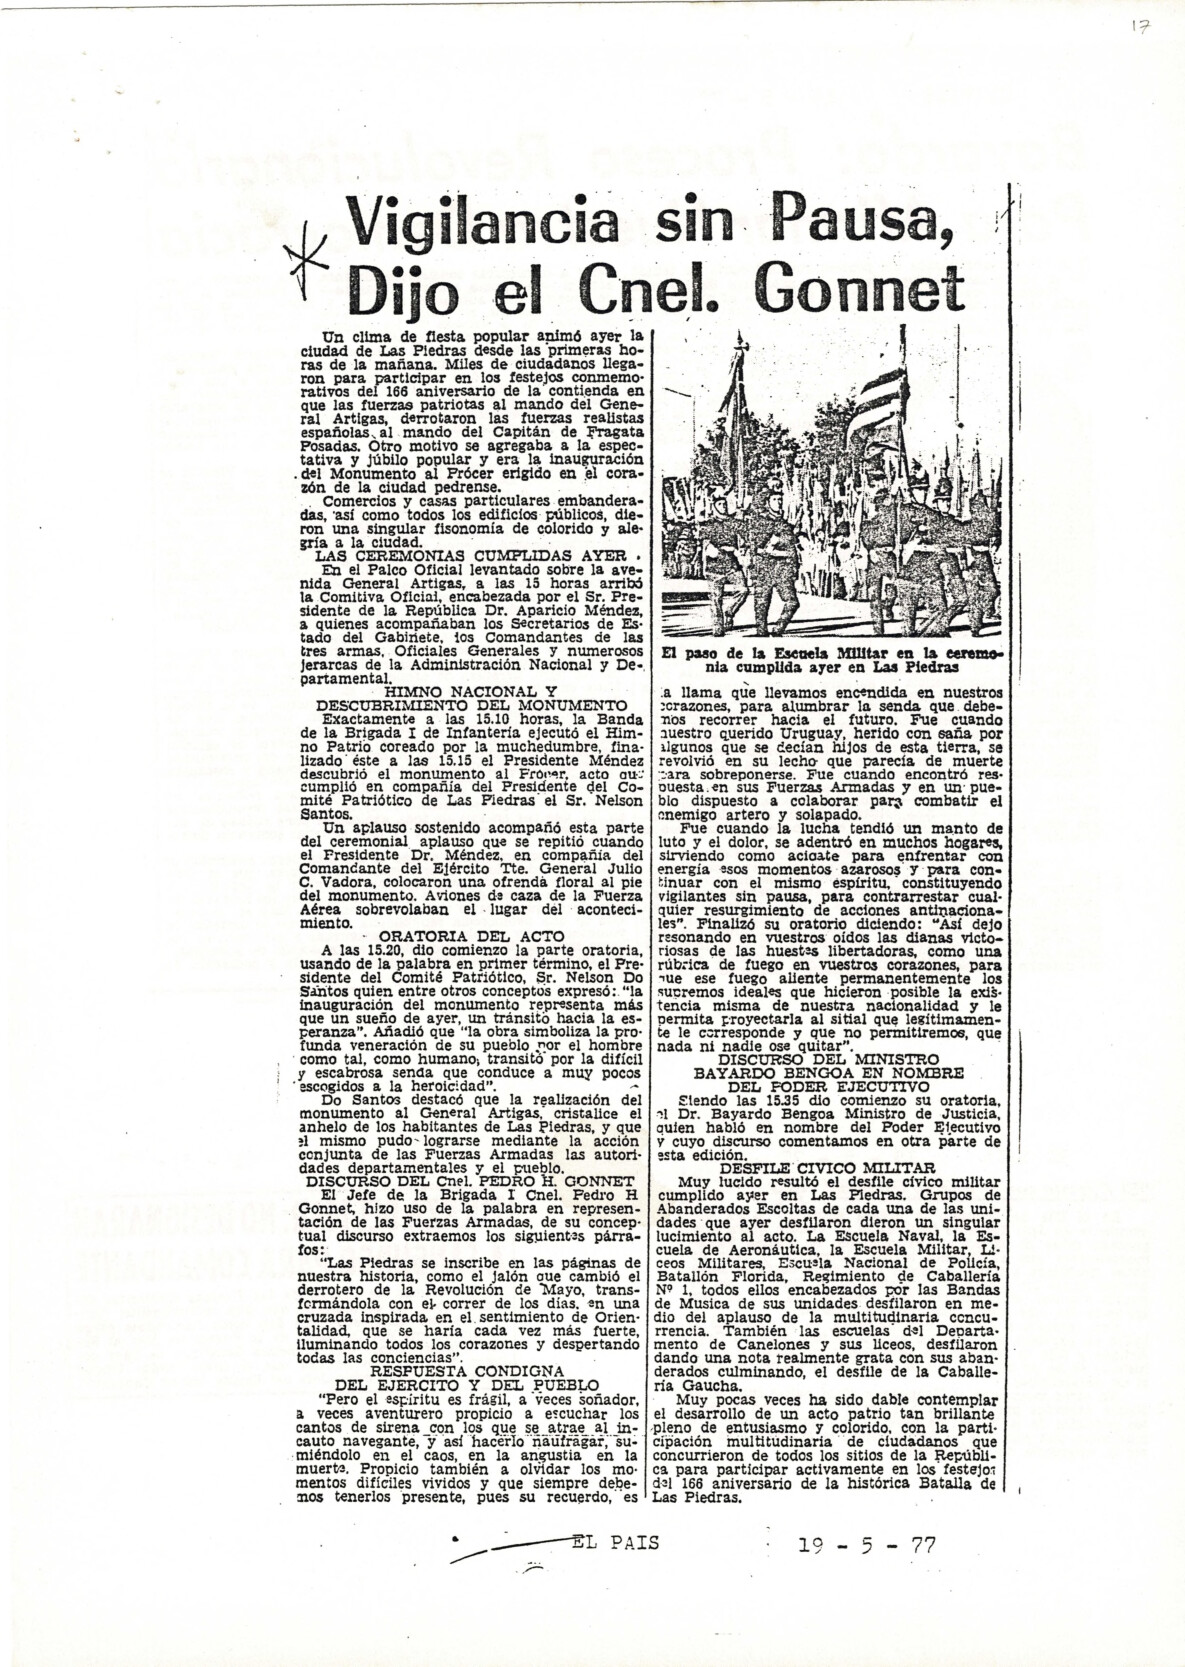 17
Vigilancia sin Pausa,
Dijo el Cnel. Gonnet
Un clima de fiesta popular animó ayer la
ciudad de Las Piedras desde las primeras ho-
ras de la mañana. Miles de ciudadanos llega-
ron para participar en los festejos conmemo-
rativos del 166 aniversario de la contienda en
que las fuerzas patriotas al mando del Gene-
ral Artigas, derrotaron las fuerzas realistas
españolas al mando del Capitán de Fragata
Posadas. Otro motivo se agregaba a la espec-
tativa y júbilo popular y era la inauguración
del Monumento al Prócer erigido en el cora-
zón de la ciudad pedrense.
Comercios y casas particulares embandera-
das, así como todos los edificios públicos, die-
ron una singular fisonomía de colorido y ale-
gría a la ciudad.
LAS CEREMONIAS CUMPLIDAS AYER .
En el Palco Oficial levantado sobre la ave-
nida General Artigas, a las 15 horas arribó
la Comitiva Oficial, encabezada por el Sr. Pre-
sidente de la República Dr. Aparicio Méndez,
a quienes acompañaban los Secretarios de Es-
tado del Gabinete, los Comandantes de las
tres armas, Oficiales Generales y numerosos
jerarcas de la Administración Nacional y De-
partamental.
HIMNO NACIONAL Y
DESCUBRIMIENTO DEL MONUMENTO
Exactamente a las 15.10 horas, la Banda
de la Brigada I de Infantería ejecutó el Him-
no Patrio coreado por la muchedumbre, fina-
lizado éste a las 15.15 el Presidente Méndez
descubrió el monumento al Prócer, acto que
cumplió en compañía del Presidente del Co-
mité Patriótico de Las Piedras el Sr. Nelson
Santos.
Un aplauso sostenido acompañó esta parte
del ceremonial aplauso que se repitió cuando
el Presidente Dr. Méndez, en compañía del
Comandante del Ejército Tte. General Julio
C. Vadora, colocaron una ofrenda floral al pie
del monumento. Aviones de caza de la Fuerza
Aérea sobrevolaban el lugar del aconteci-
miento.
ORATORIA DEL ACTO
A las 15.20, dio comienzo la parte oratoria,
usando de la palabra en primer término, el Pre-
sidente del Comité Patriótico, Sr. Nelson Do
Santos quien entre otros conceptos expresó: "la
inauguración del monumento representa más
que un sueño de ayer, un tránsito hacia la es-
peranza". Añadió que "la obra simboliza la pro-
funda veneración de su pueblo por el hombre
como tal, como humano, transitó por la difícil
y escabrosa senda que conduce a muy pocos
escogidos a la heroicidad".
Do Santos destacó que la realización del
monumento al General Artigas, cristalice el
anhelo de los habitantes de Las Piedras, y que
el mismo pudo lograrse mediante la acción
conjunta de las Fuerzas Armadas las autori-
dades departamentales y el pueblo.
DISCURSO DEL Cnel. PEDRO H. GONNET
El Jefe de la Brigada I Cnel. Pedro H
Gonnet, hizo uso de la palabra en represen-
tación de las Fuerzas Armadas, de su concep-
tual discurso extraemos los siguientes párra-
fos:
"Las Piedras se inscribe en las páginas de
nuestra historia, como el jalón que cambió el
derrotero de la Revolución de Mayo, trans-
formándola con el correr de los días, en una
cruzada inspirada en el sentimiento de Orien-
talidad, que se haría cada vez más fuerte,
iluminando todos los corazones y despertando
todas las conciencias".
RESPUESTA CONDIGNA
DEL EJERCITO Y DEL PUEBLO
"Pero el espíritu es frágil, a veces soñador,
a veces aventurero propicio a escuchar los
cantos de sirena con los que se atrae al in-
cauto navegante, y así hacerlo naufragar, su-
miéndolo en el caos, en la angustia en la
muerte. Propicio también a olvidar los mo-
mentos difíciles vividos y que siempre debe-
mos tenerlos presente, pues su recuerdo, es
El paso de la Escuela Militar en la ceremo-
nia cumplida ayer en Las Piedras
la llama que llevamos encendida en nuestros
corazones, para alumbrar la senda que debe-
mos recorrer hacia el futuro. Fue cuando
nuestro querido Uruguay, herido con saña por
algunos que se decían hijos de esta tierra, se
revolvió en su lecho que parecía de muerte
para sobreponerse. Fue cuando encontró res-
puesta en sus Fuerzas Armadas y en un pue-
blo dispuesto a colaborar para combatir el
enemigo artero y solapado.
Fue cuando la lucha tendió un manto de
luto y el dolor, se adentró en muchos hogares,
sirviendo como acicate para enfrentar con
energía esos momentos azarosos y para con-
tinuar con el mismo espíritu, constituyendo
vigilantes sin pausa, para contrarrestar cual-
quier resurgimiento de acciones antinaciona-
les". Finalizó su oratorio diciendo: "Así dejo
resonando en vuestros oídos las dianas victo-
riosas de las huestes libertadoras, como una
rúbrica de fuego en vuestros corazones, para
que ese fuego aliente permanentemente los
supremos ideales que hicieron posible la exis-
tencia misma de nuestra nacionalidad y le
permita proyectarla al sitial que legítimamen-
te le corresponde y que no permitiremos, que
nada ni nadie ose quitar".
DISCURSO DEL MINISTRO
BAYARDO BENGOA EN NOMBRE
DEL PODER EJECUTIVO
Siendo las 15.35 dio comienzo su oratoria,
el Dr. Bayardo Bengoa Ministro de Justicia,
quien habló en nombre del Poder Ejecutivo
y cuyo discurso comentamos en otra parte de
esta edición.
DESFILE CIVICO MILITAR
Muy lucido resultó el desfile cívico militar
cumplido ayer en Las Piedras. Grupos de
Abanderados Escoltas de cada una de las uni-
dades que ayer desfilaron dieron un singular
lucimiento al acto. La Escuela Naval, la Es-
cuela de Aeronáutica, la Escuela Militar, Li-
ceos Militares, Escuela Nacional de Policía,
Batallón Florida, Regimiento de Caballería
Nº 1, todos ellos encabezados por las Bandas
de Musica de sus unidades desfilaron en me-
dio del aplauso de la multitudinaria concu-
rrencia. También las escuelas del Departa-
mento de Canelones y sus liceos, desfilaron
dando una nota realmente grata con sus aban-
derados culminando, el desfile de la Caballe-
ría Gaucha.
Muy pocas veces ha sido dable contemplar
el desarrollo de un acto patrio tan brillante
pleno de entusiasmo y colorido, con la parti-
cipación multitudinaria de ciudadanos que
concurrieron de todos los sitios de la Repúbli-
ca para participar activamente en los festejos
del 166 aniversario de la histórica Batalla de
Las Piedras.
EL PAIS 19 - 5 - 77